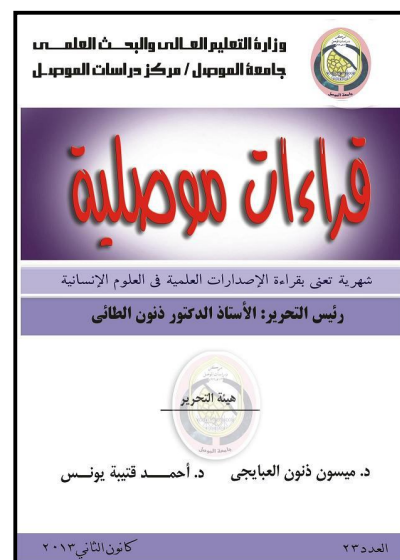 وزارة التعليم العالي والبحث العلمي
جامعة الموصل / مركز دراسات الموصل
قراءات موصلية
شهرية تعنى بقراءة الإصدارات العلمية في العلوم الإنسانية
رئيس التحرير: الأستاذ الدكتور ذنون الطائي
هيئة التحرير
د. ميسون ذنون العبايجي د. أحمد قتيبة يونس
العدد ٢٣ كانون الثاني ٢٠١٣